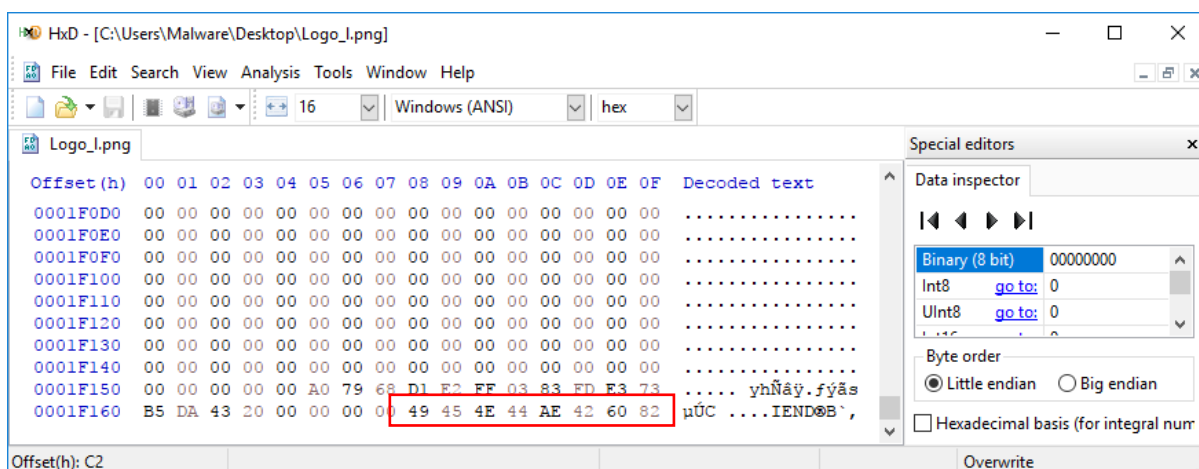 HxD - [C:\Users\Malware\Desktop\Logo_I.png]
File Edit Search View Analysis Tools Window Help
16 Windows (ANSI) hex
Logo_I.png
Special editors
Offset(h) 00 01 02 03 04 05 06 07 08 09 0A 0B 0C 0D 0E 0F Decoded text
Data inspector
0001F0D0 00 00 00 00 00 00 00 00 00 00 00 00 00 00 00 00 ................
0001F0E0 00 00 00 00 00 00 00 00 00 00 00 00 00 00 00 00 ................
0001F0F0 00 00 00 00 00 00 00 00 00 00 00 00 00 00 00 00 ................
Binary (8 bit) 00000000
0001F100 00 00 00 00 00 00 00 00 00 00 00 00 00 00 00 00 ................
Int8 go to: 0
0001F110 00 00 00 00 00 00 00 00 00 00 00 00 00 00 00 00 ................
UInt8 go to: 0
0001F120 00 00 00 00 00 00 00 00 00 00 00 00 00 00 00 00 ................
0001F130 00 00 00 00 00 00 00 00 00 00 00 00 00 00 00 00 ................
Byte order
0001F140 00 00 00 00 00 00 00 00 00 00 00 00 00 00 00 00 ................
0001F150 00 00 00 00 00 A0 79 68 D1 E2 FF 03 83 FD E3 73 ..... yhÑâÿ.ƒýãs
Little endian Big endian
0001F160 B5 DA 43 20 00 00 00 00 49 45 4E 44 AE 42 60 82 µÚC ....IEND®B`‚
Hexadecimal basis (for integral num
Offset(h): C2 Overwrite